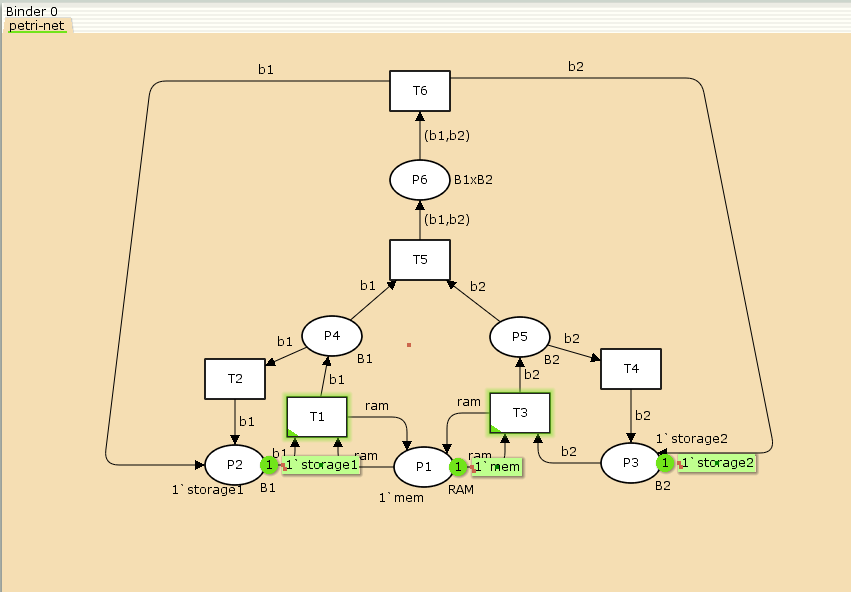 Binder 0
petri-net
b1
b2
T6
(b1,b2)
P6
B1xB2
(b1,b2)
T5
b1
b2
P4
B1
P5
B2
b1
b2
T2
T4
b1
b2
ram
ram
T1
T3
b1
b2
b1
ram
ram
b2
1`storage2
P2
1
1`storage1
P1
1
1`mem
P3
1
1`storage2
1`storage1
B1
1`mem
RAM
B2